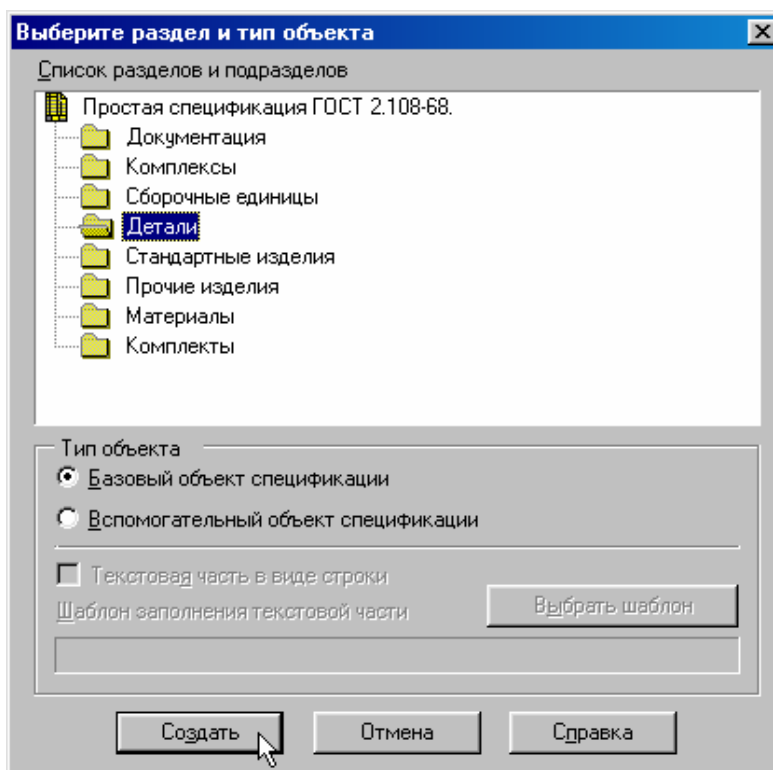 Выберите раздел и тип объекта
Список разделов и подразделов
Простая спецификация ГОСТ 2.108-68.
Документация
Комплексы
Сборочные единицы
Детали
Стандартные изделия
Прочие изделия
Материалы
Комплекты
Тип объекта
Базовый объект спецификации
Вспомогательный объект спецификации
Текстовая часть в виде строки
Шаблон заполнения текстовой части
Выбрать шаблон
Создать Отмена Справка